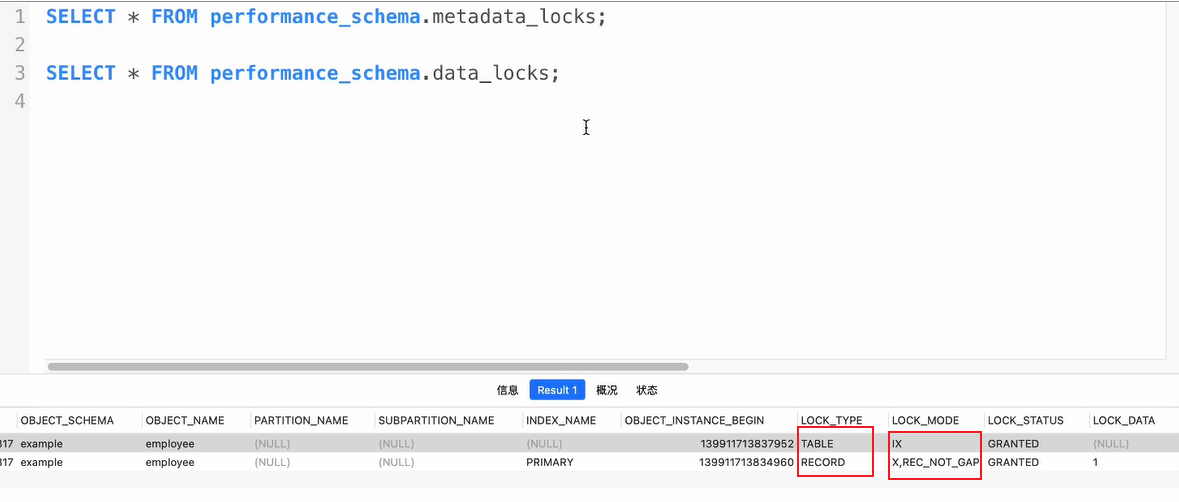 1 SELECT * FROM performance_schema.metadata_locks;
2
3 SELECT * FROM performance_schema.data_locks;
4
信息 Result 1 概况 状态
OBJECT_SCHEMA OBJECT_NAME PARTITION_NAME SUBPARTITION_NAME INDEX_NAME OBJECT_INSTANCE_BEGIN LOCK_TYPE LOCK_MODE LOCK_STATUS LOCK_DATA
317 example employee (NULL) (NULL) (NULL) 139911713837952 TABLE IX GRANTED (NULL)
317 example employee (NULL) (NULL) PRIMARY 139911713834960 RECORD X,REC_NOT_GAP GRANTED 1